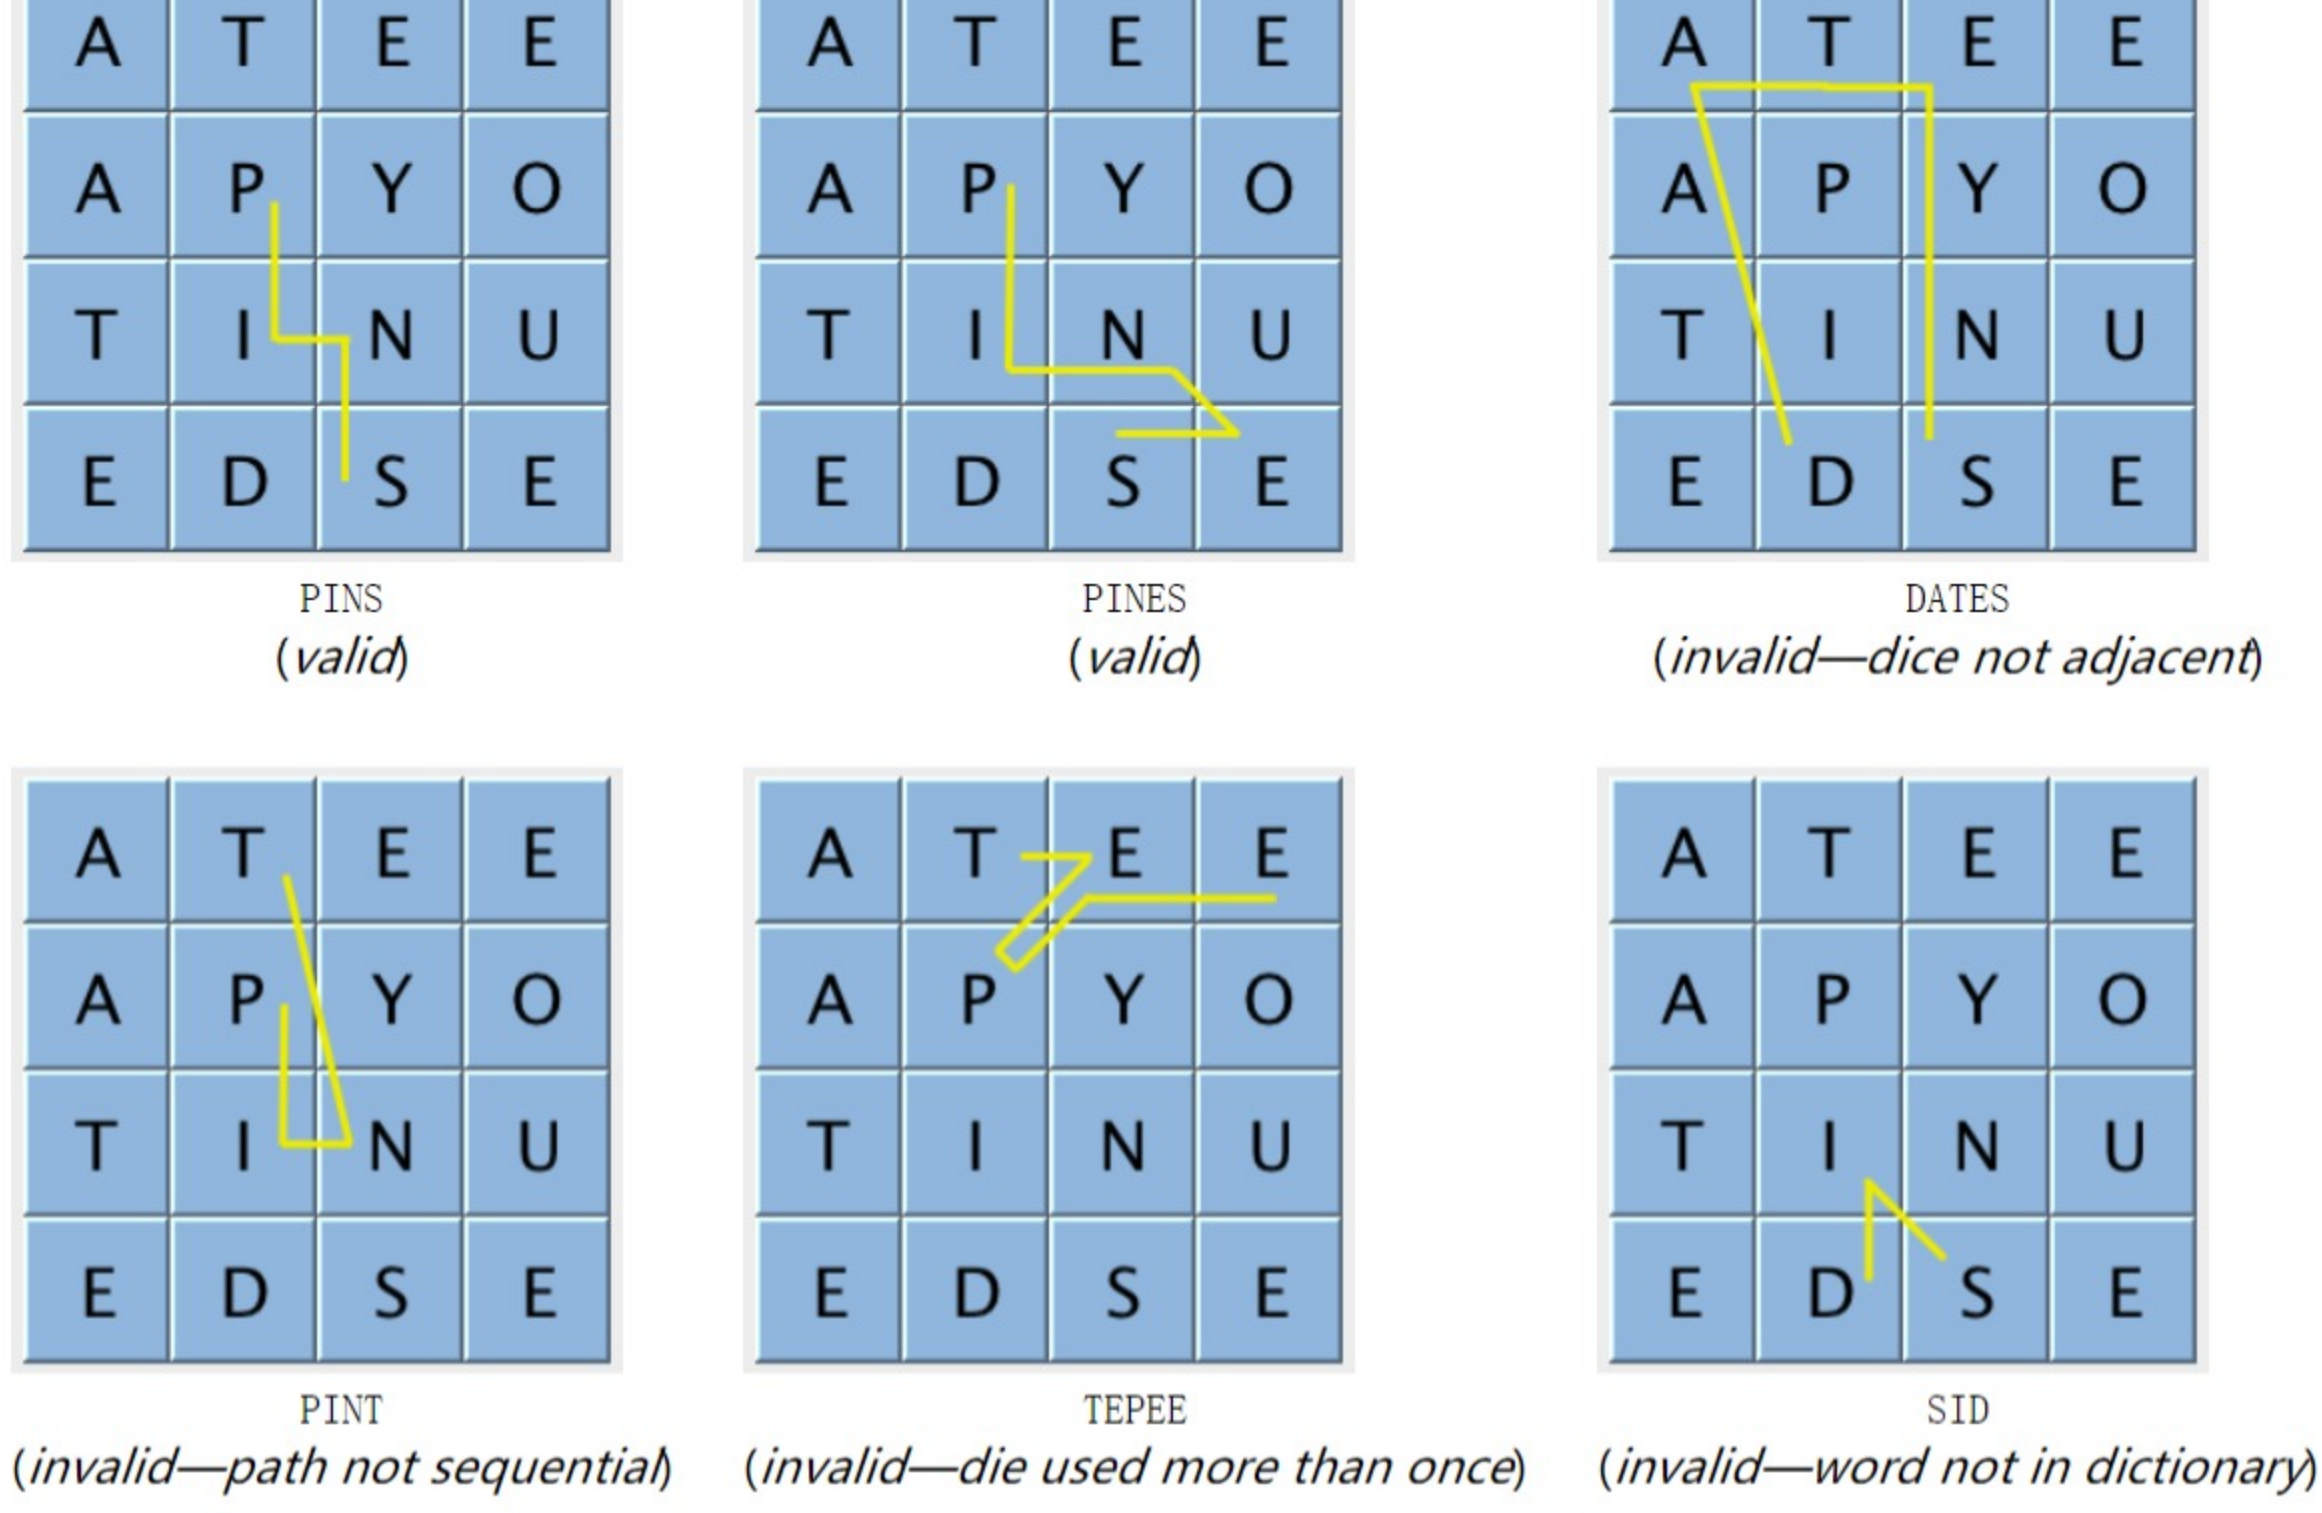 A T E E A T E E A T E E
A P Y O A P Y O A P Y O
T I N U T I N U T I N U
E D S E E D S E E D S E
PINS PINES DATES
(valid) (valid) (invalid—dice not adjacent)
A T E E A T E E A T E E
A P Y O A P Y O A P Y O
T I N U T I N U T I N U
E D S E E D S E E D S E
PINT TEPEE SID
(invalid—path not sequential) (invalid—die used more than once) (invalid—word not in dictionary)